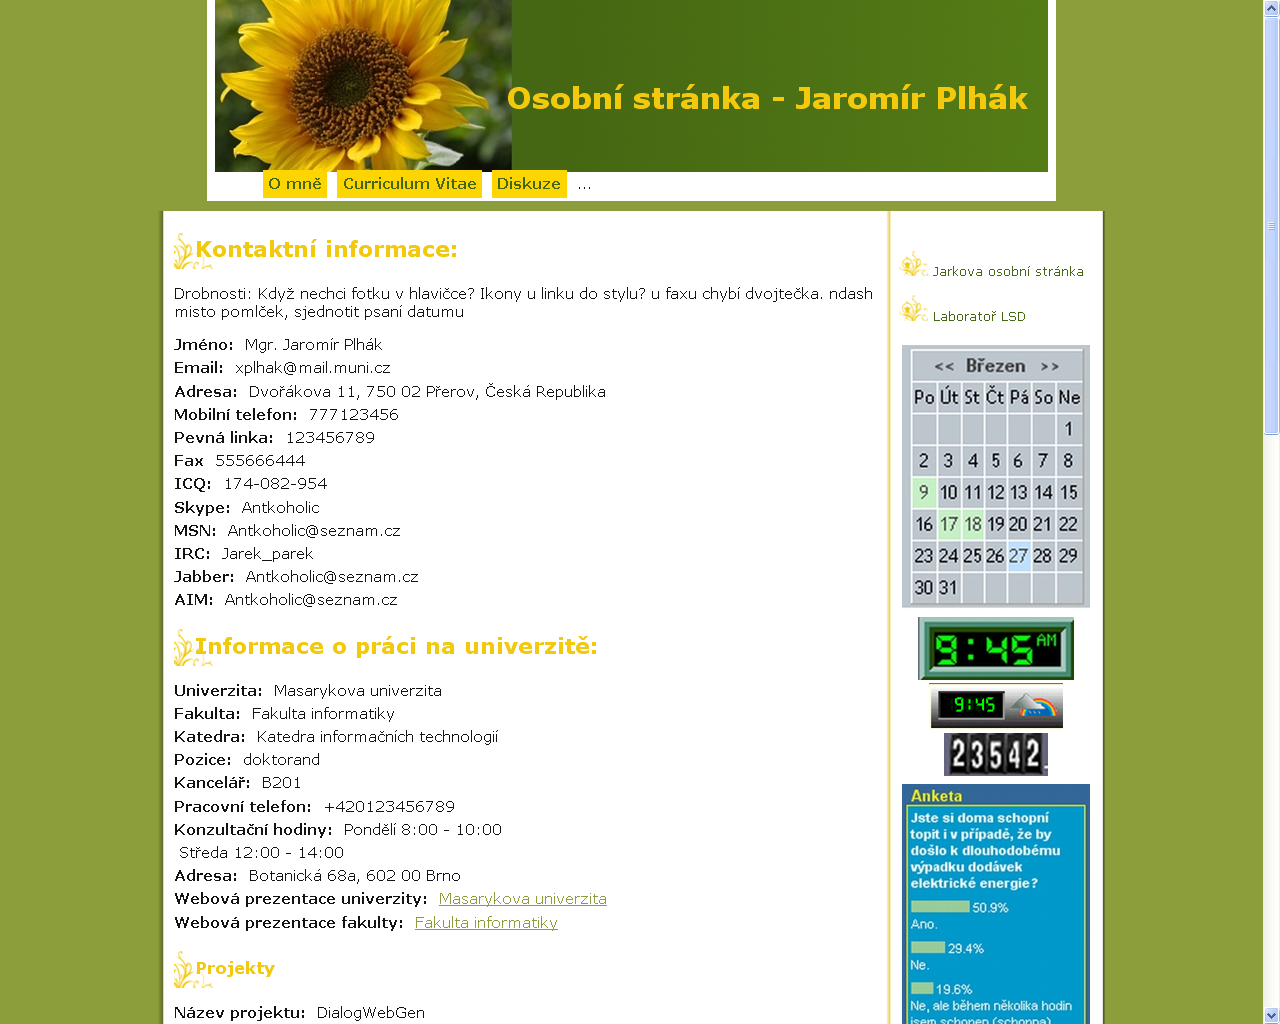 Osobní stránka - Jaromír Plhák
O mně Curriculum Vitae Diskuze ...
Kontaktní informace:
Drobnosti: Když nechci fotku v hlavičce? Ikony u linku do stylu? u faxu chybí dvojtečka. ndash
misto pomlček, sjednotit psaní datumu
Jméno: Mgr. Jaromír Plhák
Email: xplhak@mail.muni.cz
Adresa: Dvořákova 11, 750 02 Přerov, Česká Republika
Mobilní telefon: 777123456
Pevná linka: 123456789
Fax 555666444
ICQ: 174-082-954
Skype: Antkoholic
MSN: Antkoholic@seznam.cz
IRC: Jarek_parek
Jabber: Antkoholic@seznam.cz
AIM: Antkoholic@seznam.cz
Informace o práci na univerzitě:
Univerzita: Masarykova univerzita
Fakulta: Fakulta informatiky
Katedra: Katedra informačních technologií
Pozice: doktorand
Kancelář: B201
Pracovní telefon: +420123456789
Konzultační hodiny: Pondělí 8:00 - 10:00
Středa 12:00 - 14:00
Adresa: Botanická 68a, 602 00 Brno
Webová prezentace univerzity: Masarykova univerzita
Webová prezentace fakulty: Fakulta informatiky
Projekty
Název projektu: DialogWebGen
Jarkova osobní stránka
Laboratoř LSD
<< Březen >>
Po Út St Čt Pá So Ne
1
2 3 4 5 6 7 8
9 10 11 12 13 14 15
16 17 18 19 20 21 22
23 24 25 26 27 28 29
30 31
9:45 AM
9:45
23542
Anketa
Jste si doma schopní
topit i v případě, že by
došlo k dlouhodobému
výpadku dodávek
elektrické energie?
50.9%
Ano.
29.4%
Ne.
19.6%
Ne, ale během několika hodin
jsem schopen (schopna)